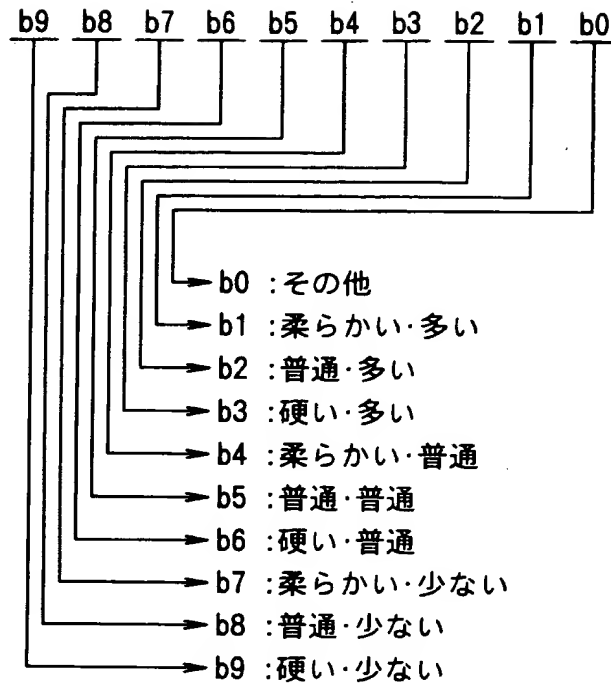 b9 b8 b7 b6 b5 b4 b3 b2 b1 b0
b0 :その他
b1 :柔らかい・多い
b2 :普通・多い
b3 :硬い・多い
b4 :柔らかい・普通
b5 :普通・普通
b6 :硬い・普通
b7 :柔らかい・少ない
b8 :普通・少ない
b9 :硬い・少ない